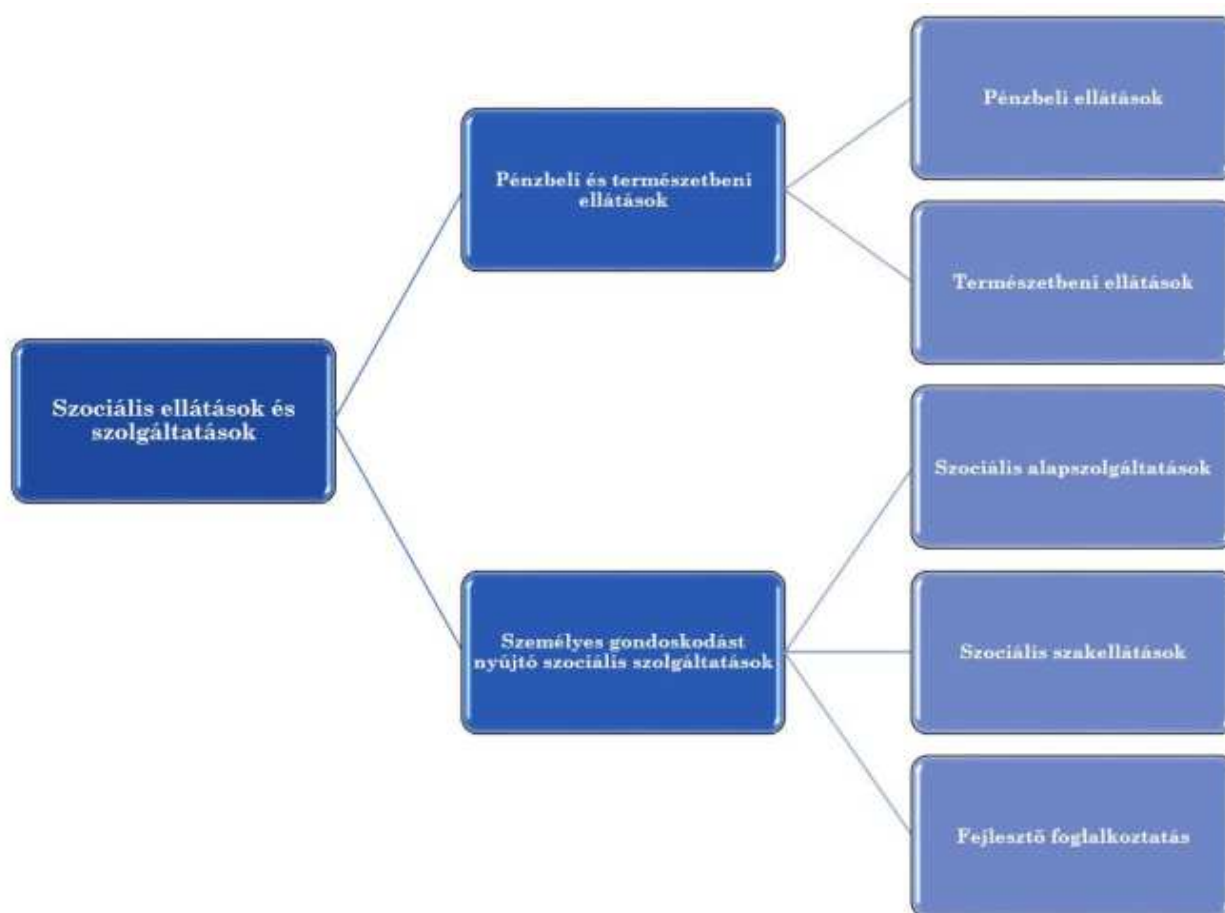 Szociális ellátások és
szolgáltatások
Pénzbeli és természetbeni
ellátások
Személyes gondoskodást
nyújtó szociális szolgáltatások
Pénzbeli ellátások
Természetbeni ellátások
Szociális alapszolgáltatások
Szociális szakellátások
Fejlesztő foglalkoztatás